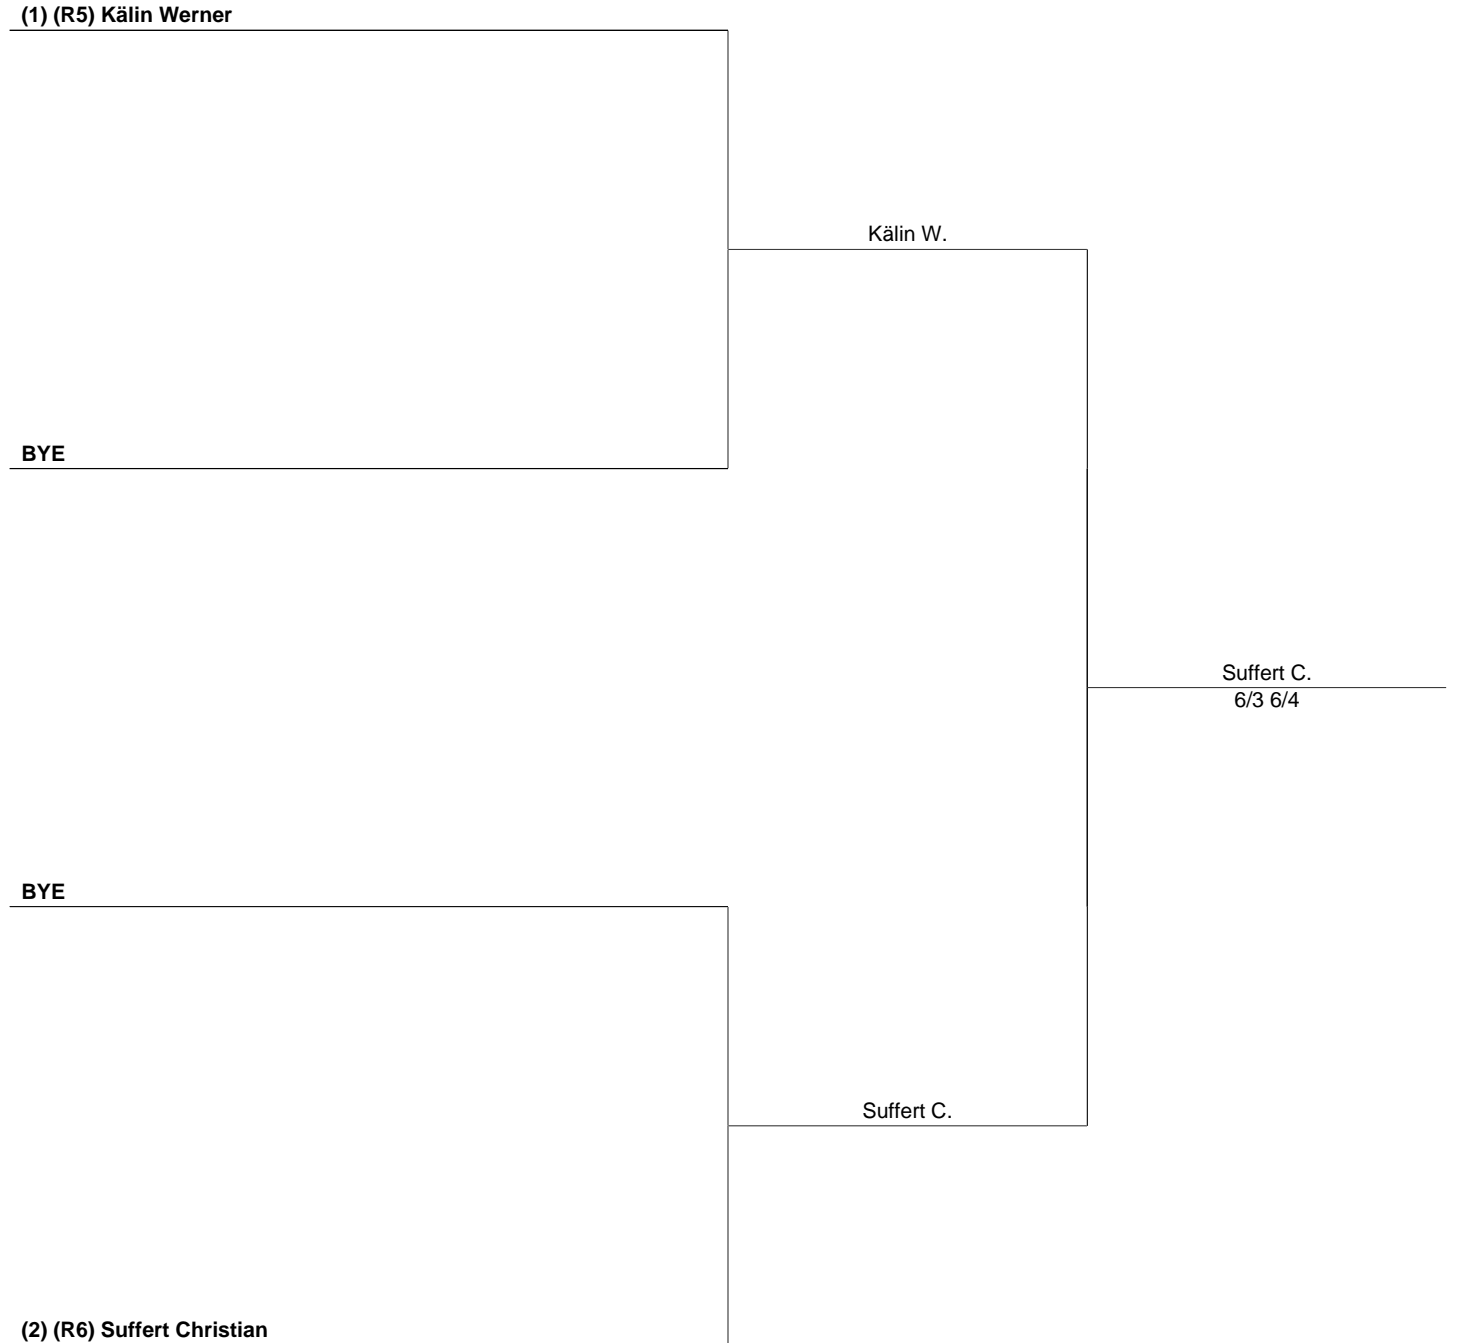 (1) (R5) Kälin Werner
Kälin W.
BYE
Suffert C.
6/3 6/4
BYE
Suffert C.
(2) (R6) Suffert Christian